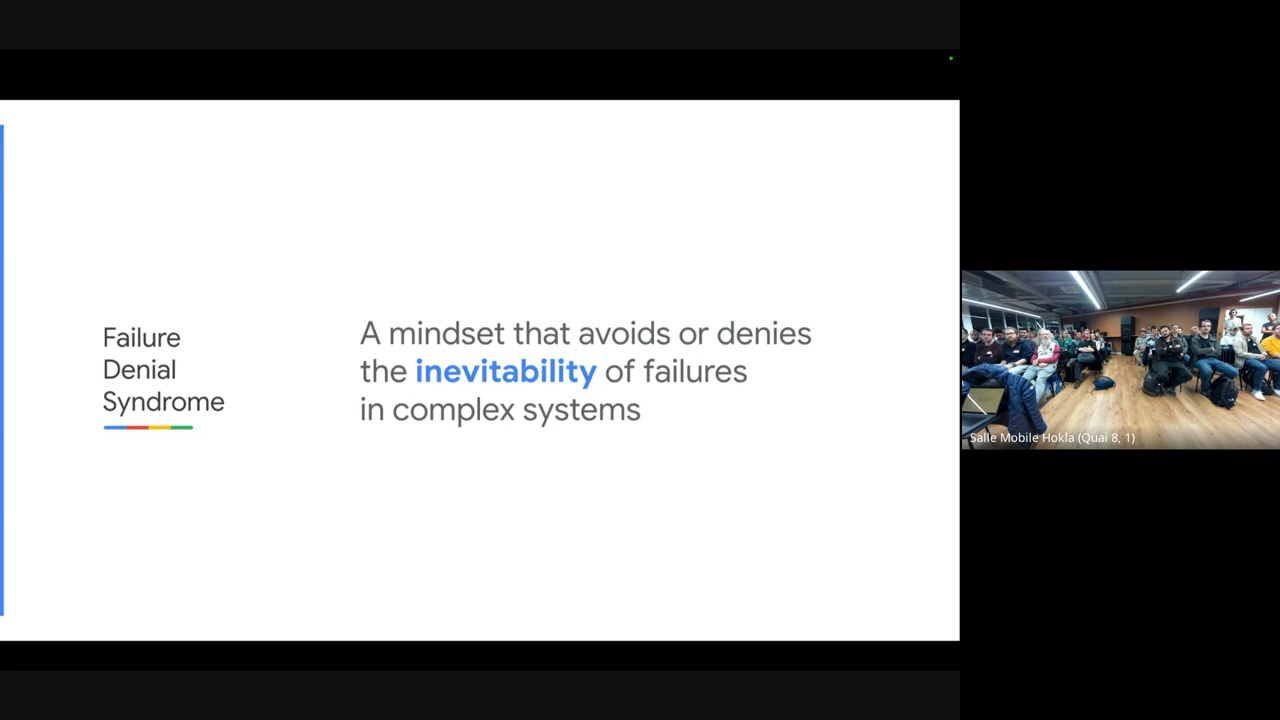 Failure
Denial
Syndrome
A mindset that avoids or denies
the inevitability of failures
in complex systems
Salle Mobile Hokla (Quai 8, 1)